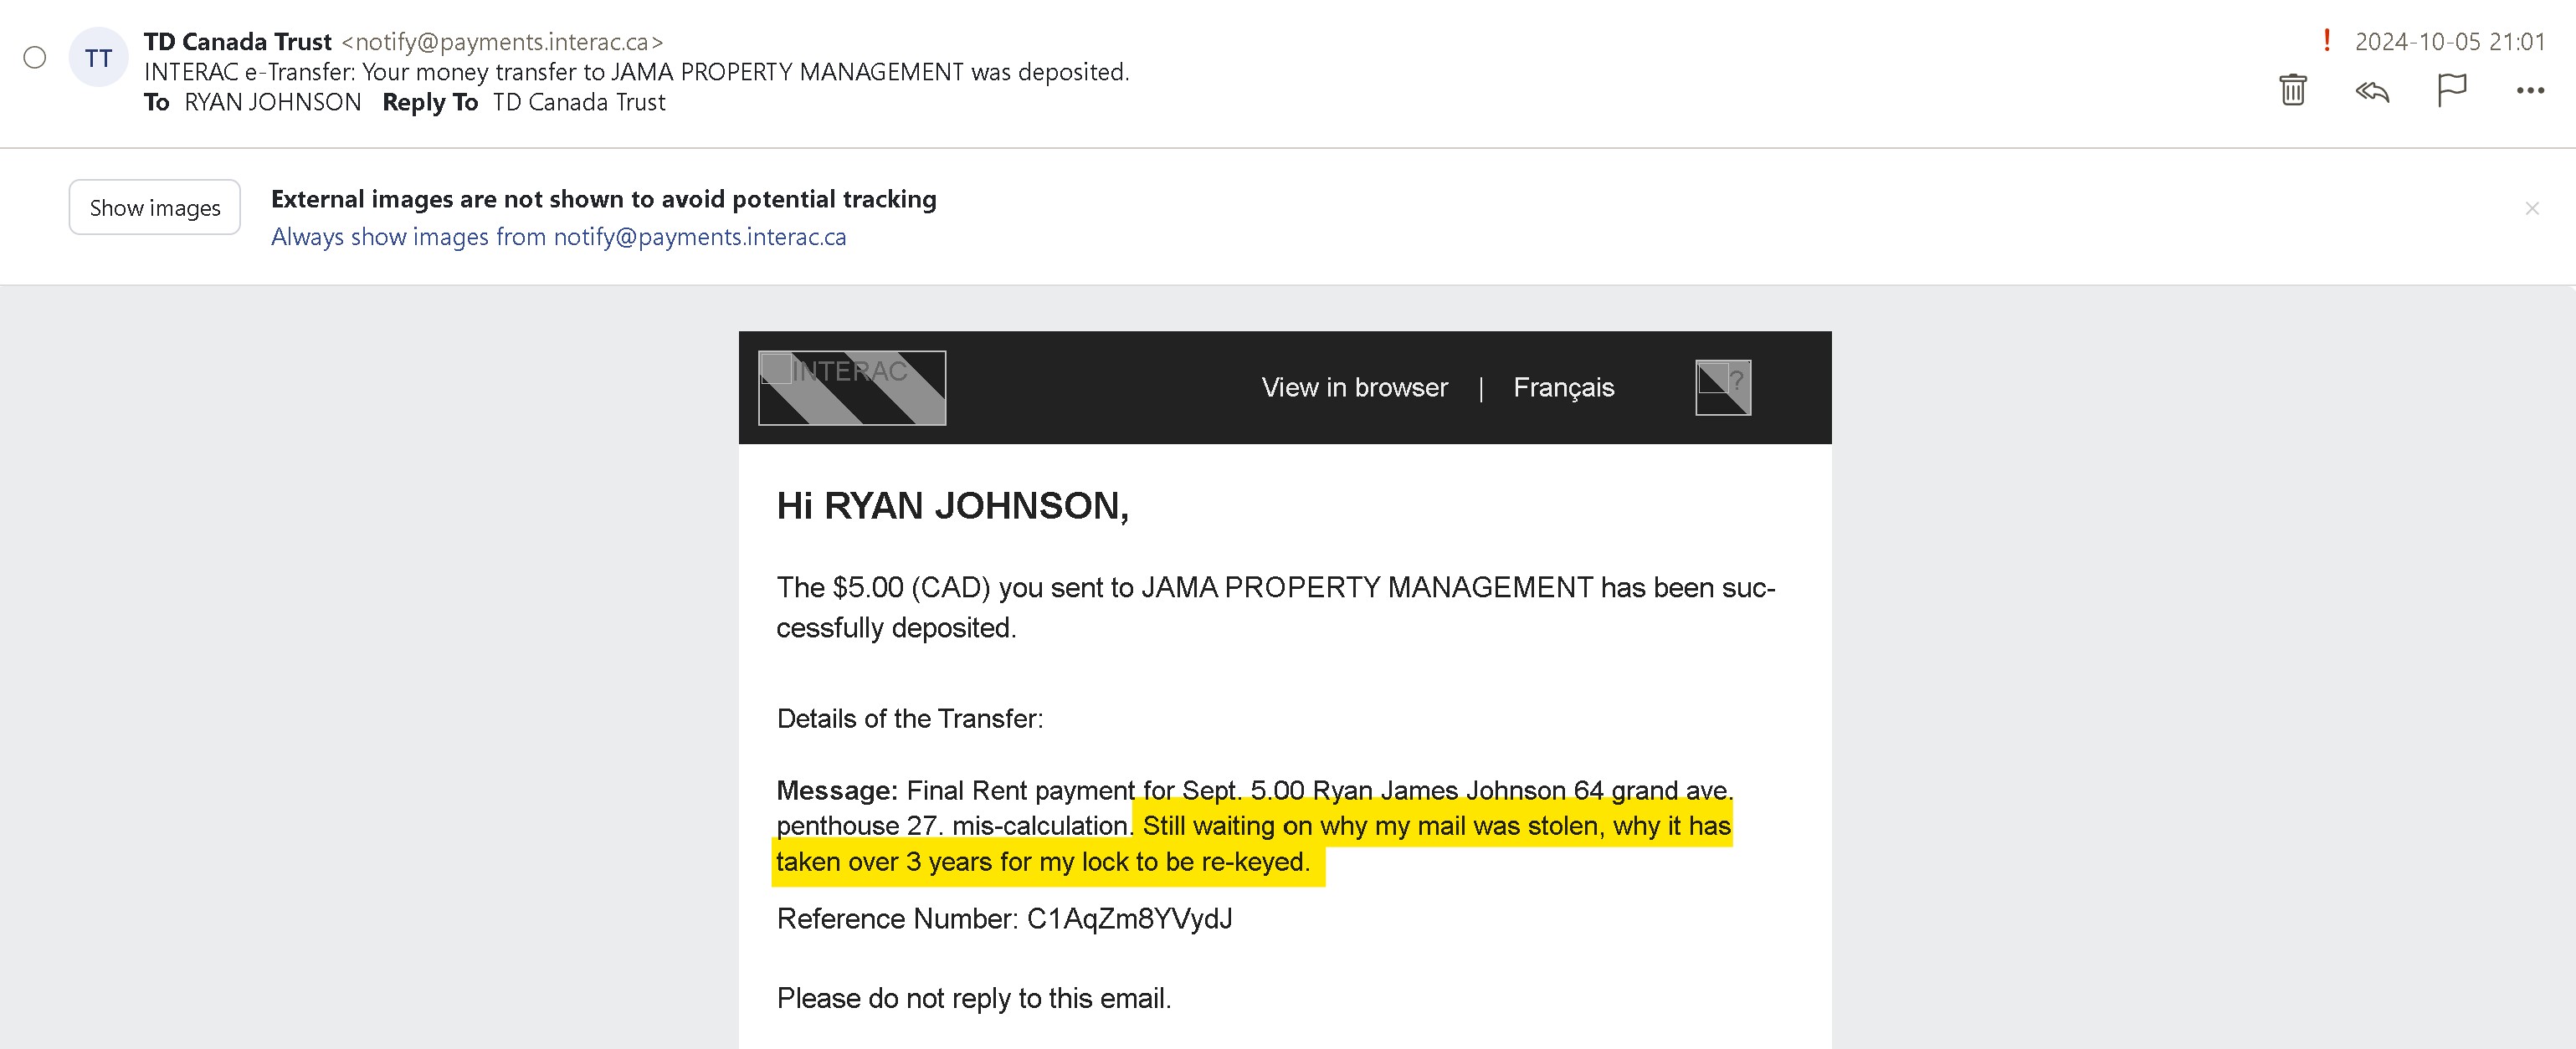 TT
TD Canada Trust <notify@payments.interac.ca>
! 2024-10-05 21:01
INTERAC e-Transfer: Your money transfer to JAMA PROPERTY MANAGEMENT was deposited.
To RYAN JOHNSON Reply To TD Canada Trust
Show images
External images are not shown to avoid potential tracking
Always show images from notify@payments.interac.ca
INTERAC
View in browser | Français
?
Hi RYAN JOHNSON,
The $5.00 (CAD) you sent to JAMA PROPERTY MANAGEMENT has been suc-
cessfully deposited.
Details of the Transfer:
Message: Final Rent payment for Sept. 5.00 Ryan James Johnson 64 grand ave.
penthouse 27. mis-calculation. Still waiting on why my mail was stolen, why it has
taken over 3 years for my lock to be re-keyed.
Reference Number: C1AqZm8YVydJ
Please do not reply to this email.